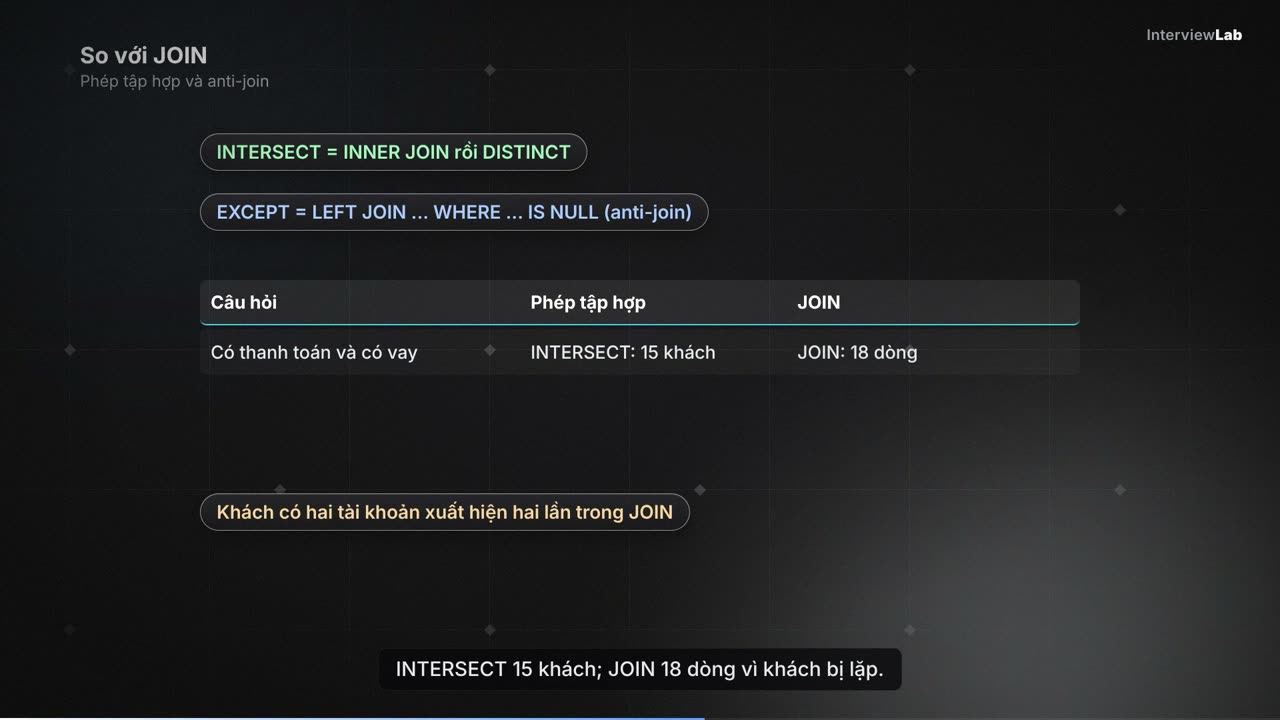 So với JOIN
Phép tập hợp và anti-join
InterviewLab
INTERSECT = INNER JOIN rồi DISTINCT
EXCEPT = LEFT JOIN ... WHERE ... IS NULL (anti-join)
Câu hỏi Phép tập hợp JOIN
Có thanh toán và có vay INTERSECT: 15 khách JOIN: 18 dòng
Khách có hai tài khoản xuất hiện hai lần trong JOIN
INTERSECT 15 khách; JOIN 18 dòng vì khách bị lặp.